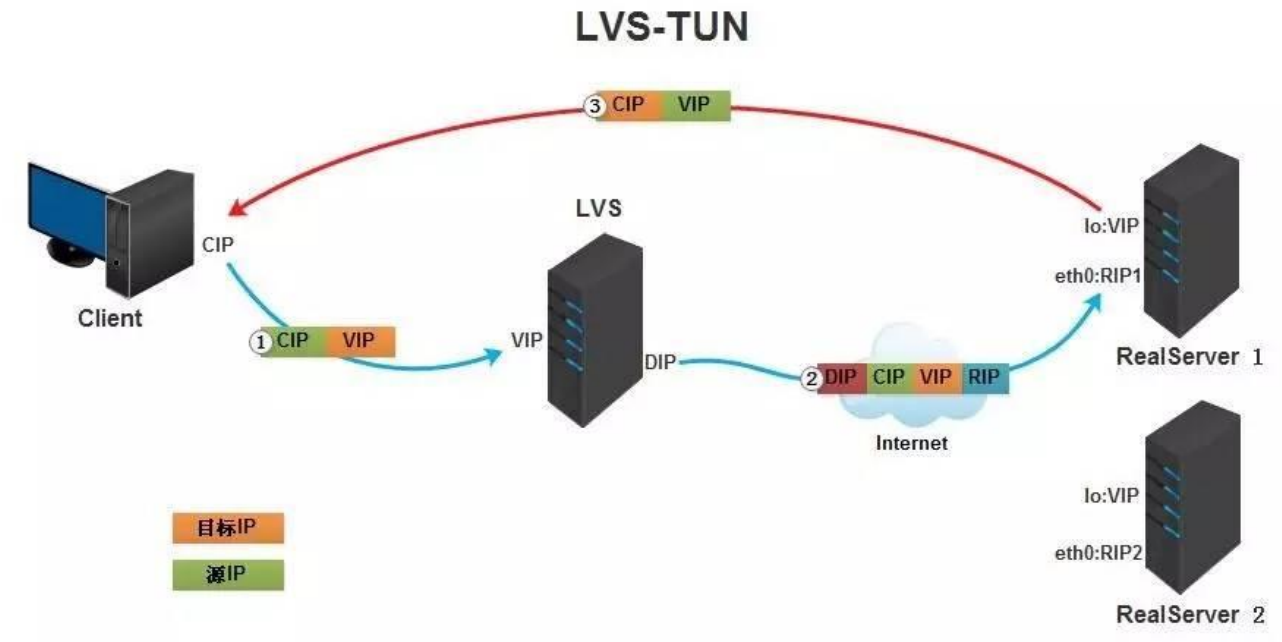 LVS-TUN
③ CIP VIP
LVS
lo:VIP
CIP
eth0:RIP1
Client
① CIP VIP
VIP
DIP
② DIP CIP VIP RIP
RealServer 1
Internet
lo:VIP
目标IP
eth0:RIP2
源IP
RealServer 2